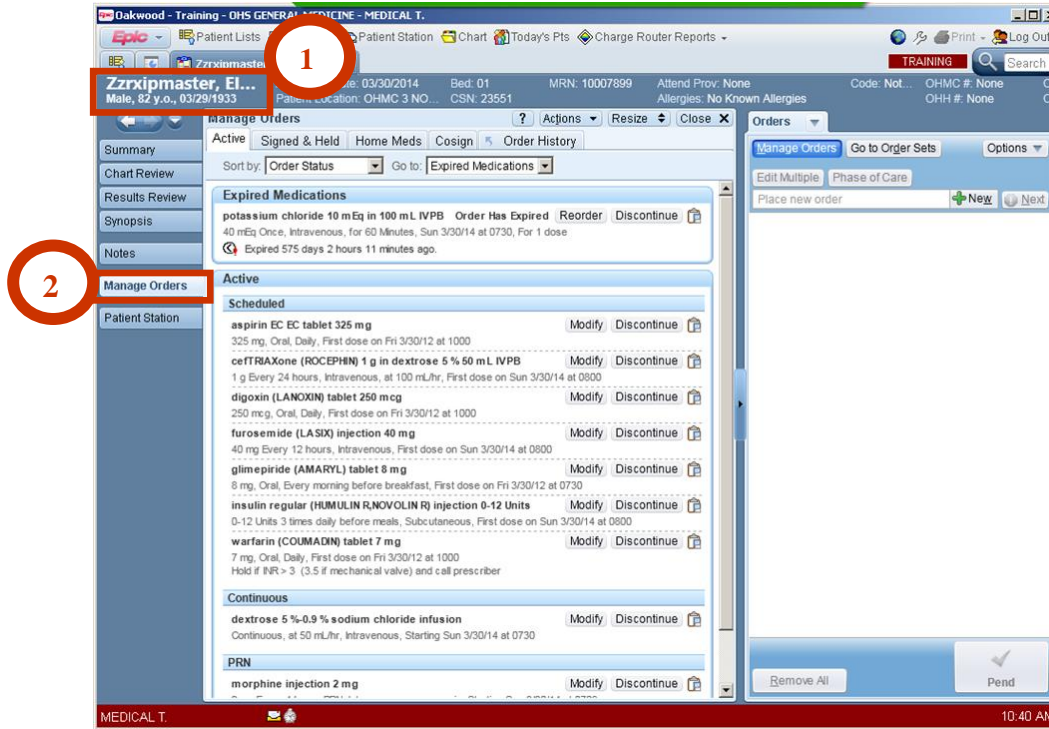 Oakwood - Training - OHS GENERAL MEDICINE - MEDICAL T.
Epic Patient Lists Patient Station Chart Today's Pts Charge Router Reports Print Log Out
1
Zzrxipmaster TRAINING Search
Zzrxipmaster, El... 03/30/2014 Bed: 01 MRN: 10007899 Attend Prov: None Code: Not... OHMC #: None
Male, 82 y.o., 03/29/1933 Patient Location: OHMC 3 NO... CSN: 23551 Allergies: No Known Allergies OHH #: None
Manage Orders ? Actions Resize Close X Orders
Active Signed & Held Home Meds Cosign Order History
Summary
Chart Review
Results Review
Synopsis
Notes
2
Manage Orders
Patient Station
Sort by: Order Status Go to: Expired Medications
Expired Medications
potassium chloride 10 mEq in 100 mL IVPB Order Has Expired Reorder Discontinue
40 mEq Once, Intravenous, for 60 Minutes, Sun 3/30/14 at 0730, For 1 dose
Expired 575 days 2 hours 11 minutes ago.
Active
Scheduled
aspirin EC EC tablet 325 mg Modify Discontinue
325 mg, Oral, Daily, First dose on Fri 3/30/12 at 1000
cefTRIAXone (ROCEPHIN) 1 g in dextrose 5 % 50 mL IVPB Modify Discontinue
1 g Every 24 hours, Intravenous, at 100 mL/hr, First dose on Sun 3/30/14 at 0800
digoxin (LANOXIN) tablet 250 mcg Modify Discontinue
250 mcg, Oral, Daily, First dose on Fri 3/30/12 at 1000
furosemide (LASIX) injection 40 mg Modify Discontinue
40 mg Every 12 hours, Intravenous, First dose on Sun 3/30/14 at 0800
glimepiride (AMARYL) tablet 8 mg Modify Discontinue
8 mg, Oral, Every morning before breakfast, First dose on Fri 3/30/12 at 0730
insulin regular (HUMULIN R,NOVOLIN R) injection 0-12 Units Modify Discontinue
0-12 Units 3 times daily before meals, Subcutaneous, First dose on Sun 3/30/14 at 0800
warfarin (COUMADIN) tablet 7 mg Modify Discontinue
7 mg, Oral, Daily, First dose on Fri 3/30/12 at 1000
Hold if INR > 3 (3.5 if mechanical valve) and call prescriber
Continuous
dextrose 5 %-0.9 % sodium chloride infusion Modify Discontinue
Continuous, at 50 mL/hr, Intravenous, Starting Sun 3/30/14 at 0730
PRN
morphine injection 2 mg Modify Discontinue
Manage Orders Go to Order Sets Options
Edit Multiple Phase of Care
Place new order New Next
Remove All Pend
MEDICAL T. 10:40 AM